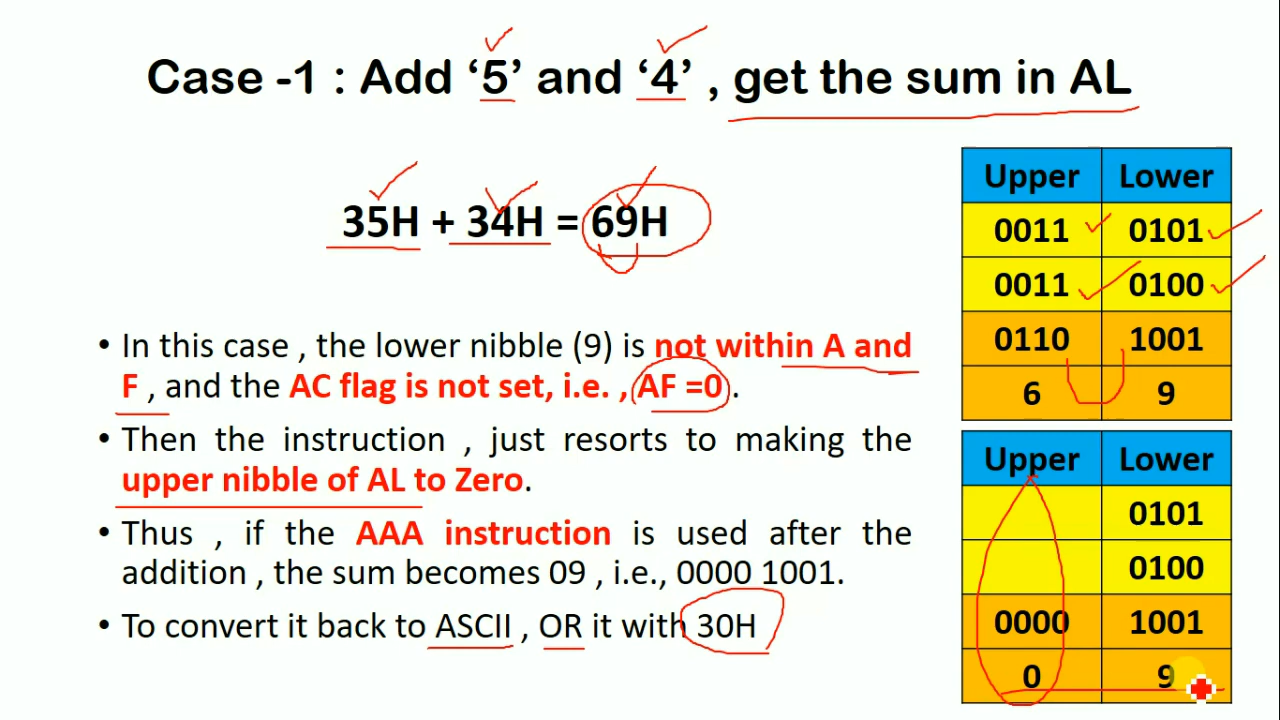 Case -1 : Add ‘5’ and ‘4’ , get the sum in AL
35H + 34H = 69H
• In this case , the lower nibble (9) is not within A and
F , and the AC flag is not set, i.e. , AF =0 .
• Then the instruction , just resorts to making the
upper nibble of AL to Zero.
• Thus , if the AAA instruction is used after the
addition , the sum becomes 09 , i.e., 0000 1001.
• To convert it back to ASCII , OR it with 30H
Upper Lower
0011 0101
0011 0100
0110 1001
6 9
Upper Lower
0101
0100
0000 1001
0 9